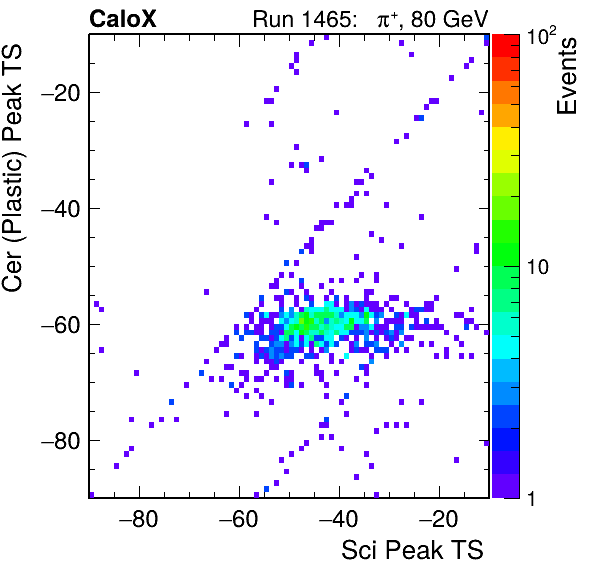 CaloX Run 1465: π⁺, 80 GeV
Cer (Plastic) Peak TS
−20
−40
−60
−80
−80 −60 −40 −20
Sci Peak TS
10²
10
1
Events